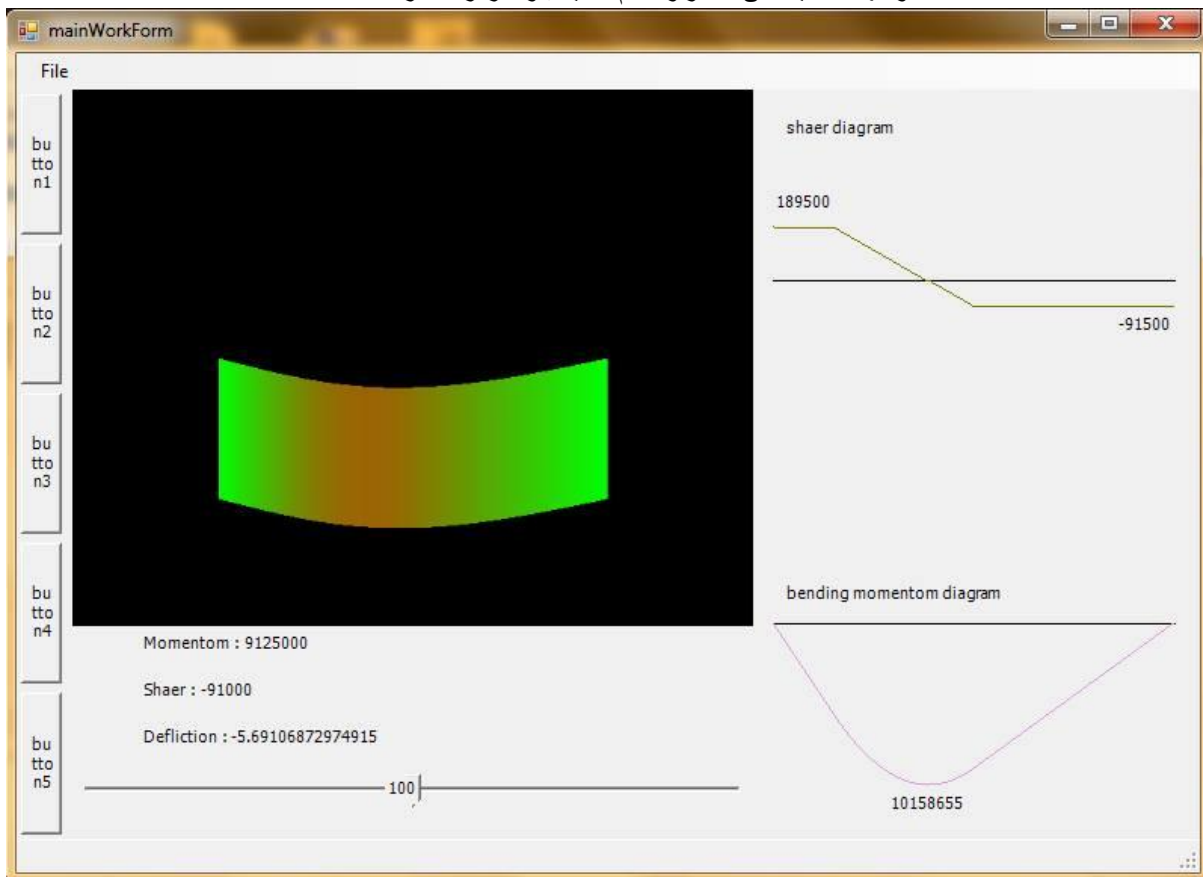 mainWorkForm
File
bu
tto
n1
bu
tto
n2
bu
tto
n3
bu
tto
n4
bu
tto
n5
shaer diagram
189500
-91500
bending momentom diagram
10158655
Momentom : 9125000
Shaer : -91000
Defliction : -5.69106872974915
100